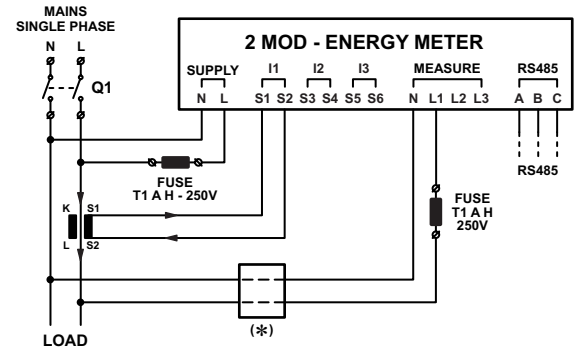 MAINS
SINGLE PHASE
N L
Q1
2 MOD - ENERGY METER
SUPPLY I1 I2 I3 MEASURE RS485
N L S1 S2 S3 S4 S5 S6 N L1 L2 L3 A B C
RS485
FUSE
T1 A H - 250V
FUSE
T1 A H
250V
K S1
L S2
(*)
LOAD